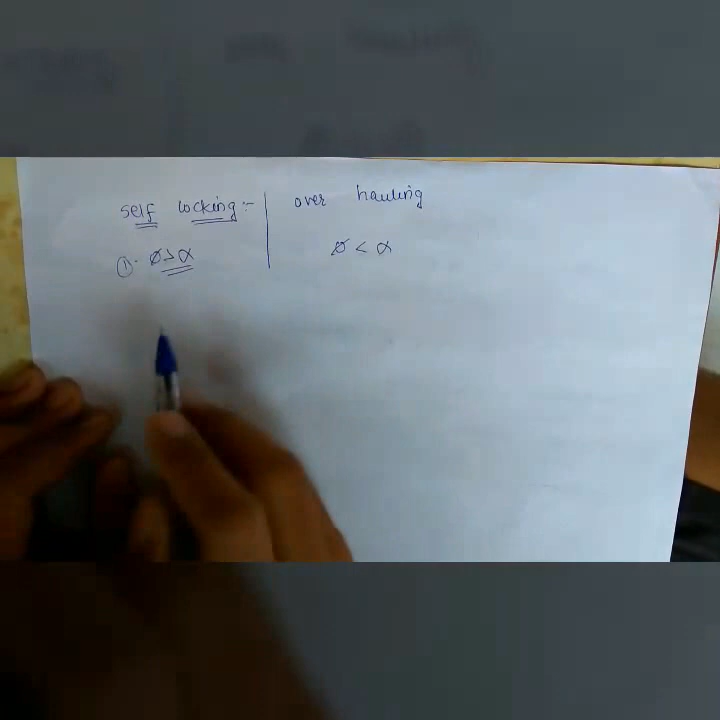 self locking:- over hauling
① φ>α φ < α